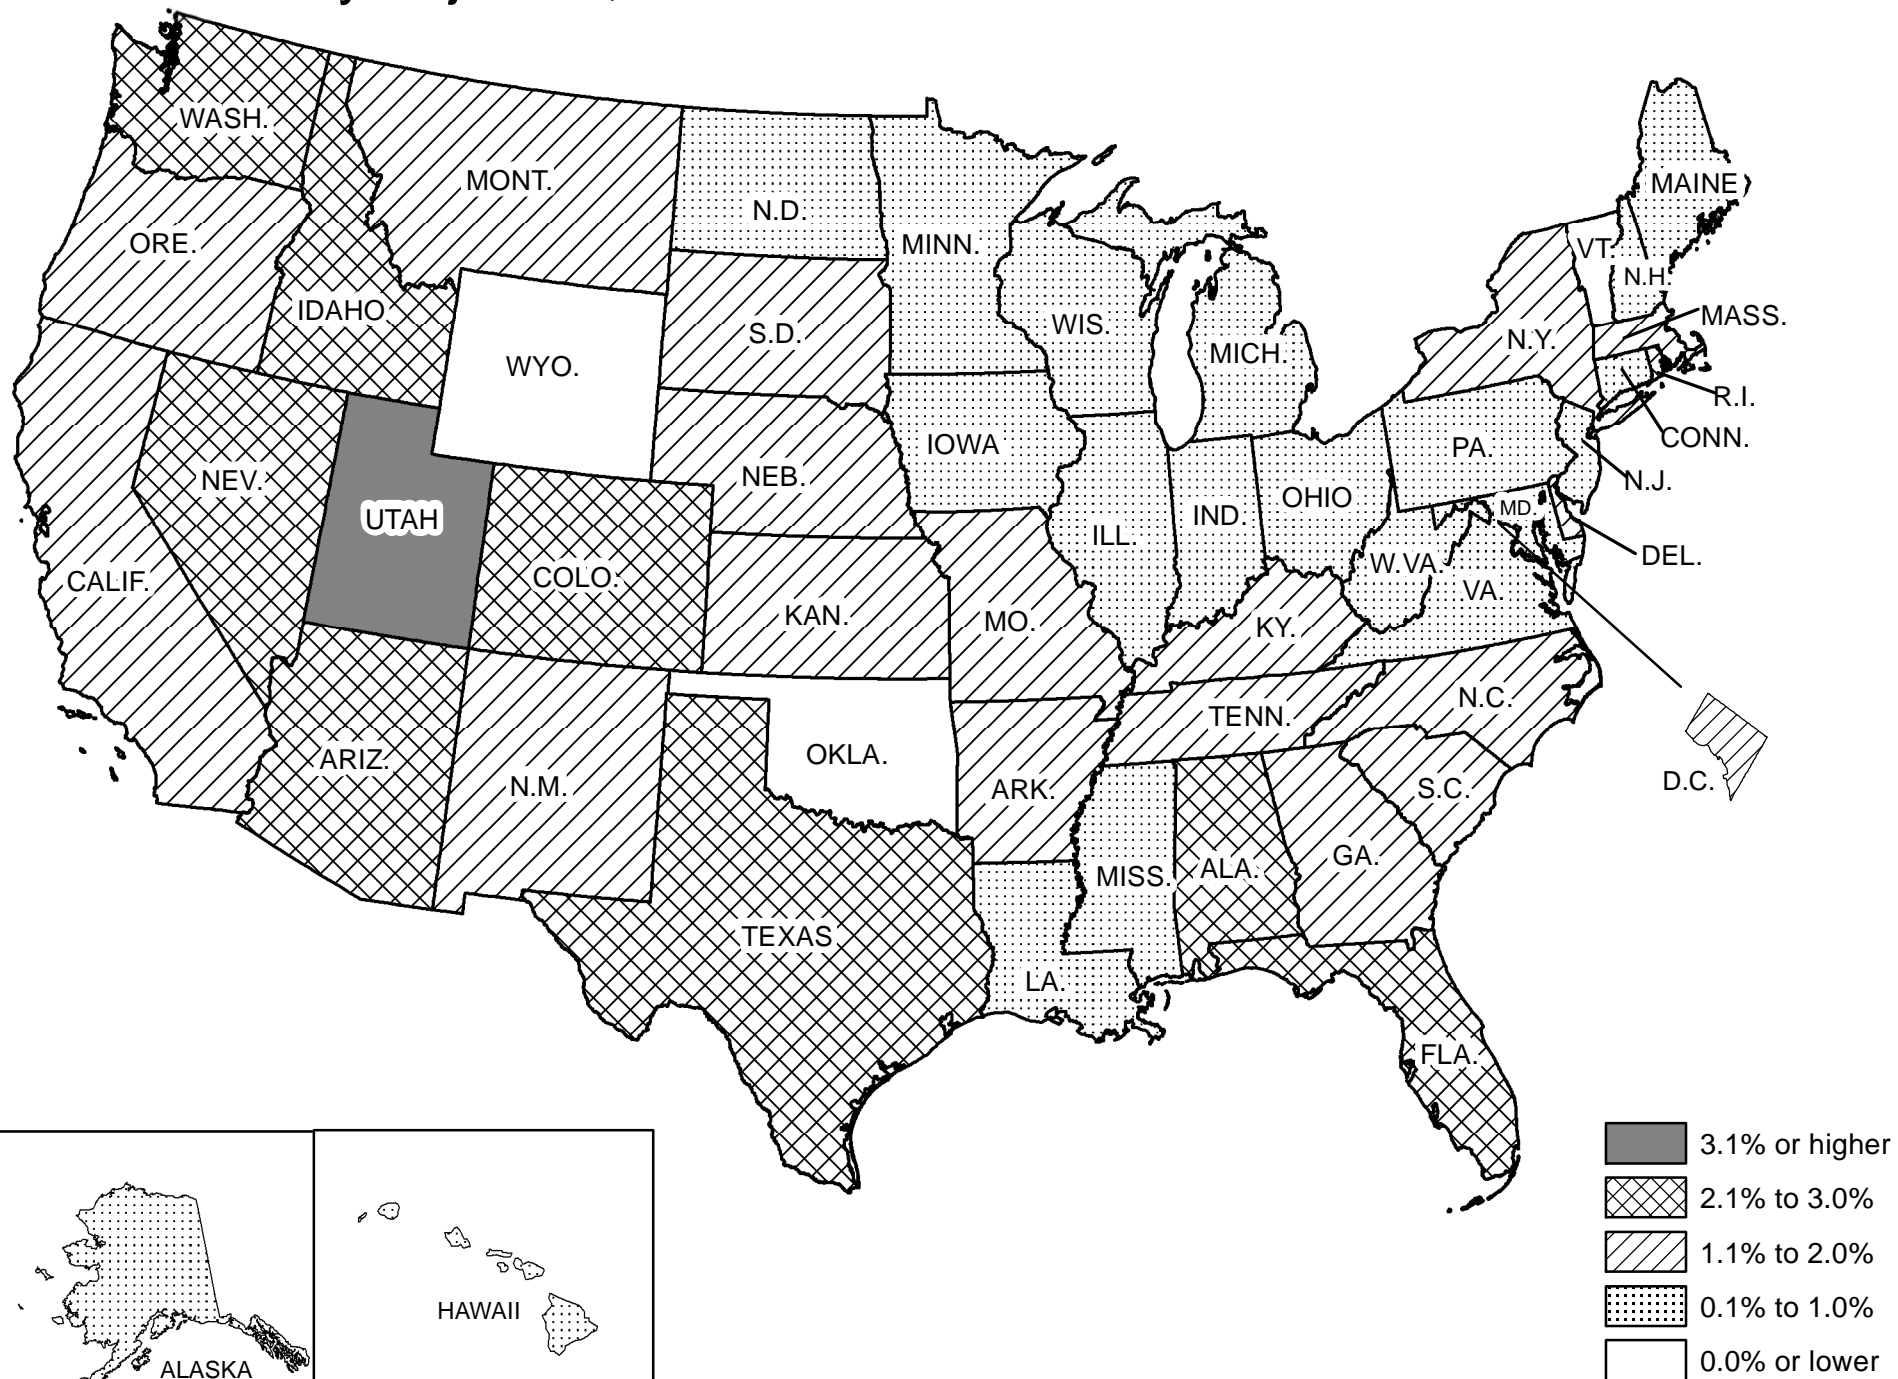 WASH.
MONT.
N.D.
MINN.
MAINE
ORE.
IDAHO
VT.
N.H.
MASS.
WYO.
S.D.
WIS.
MICH.
N.Y.
R.I.
CONN.
NEV.
UTAH
NEB.
IOWA
PA.
N.J.
COLO.
ILL.
IND.
OHIO
MD.
DEL.
CALIF.
KAN.
MO.
KY.
W.VA.
VA.
ARIZ.
N.M.
OKLA.
ARK.
TENN.
N.C.
S.C.
D.C.
TEXAS
LA.
MISS.
ALA.
GA.
FLA.
ALASKA
HAWAII
3.1% or higher
2.1% to 3.0%
1.1% to 2.0%
0.1% to 1.0%
0.0% or lower